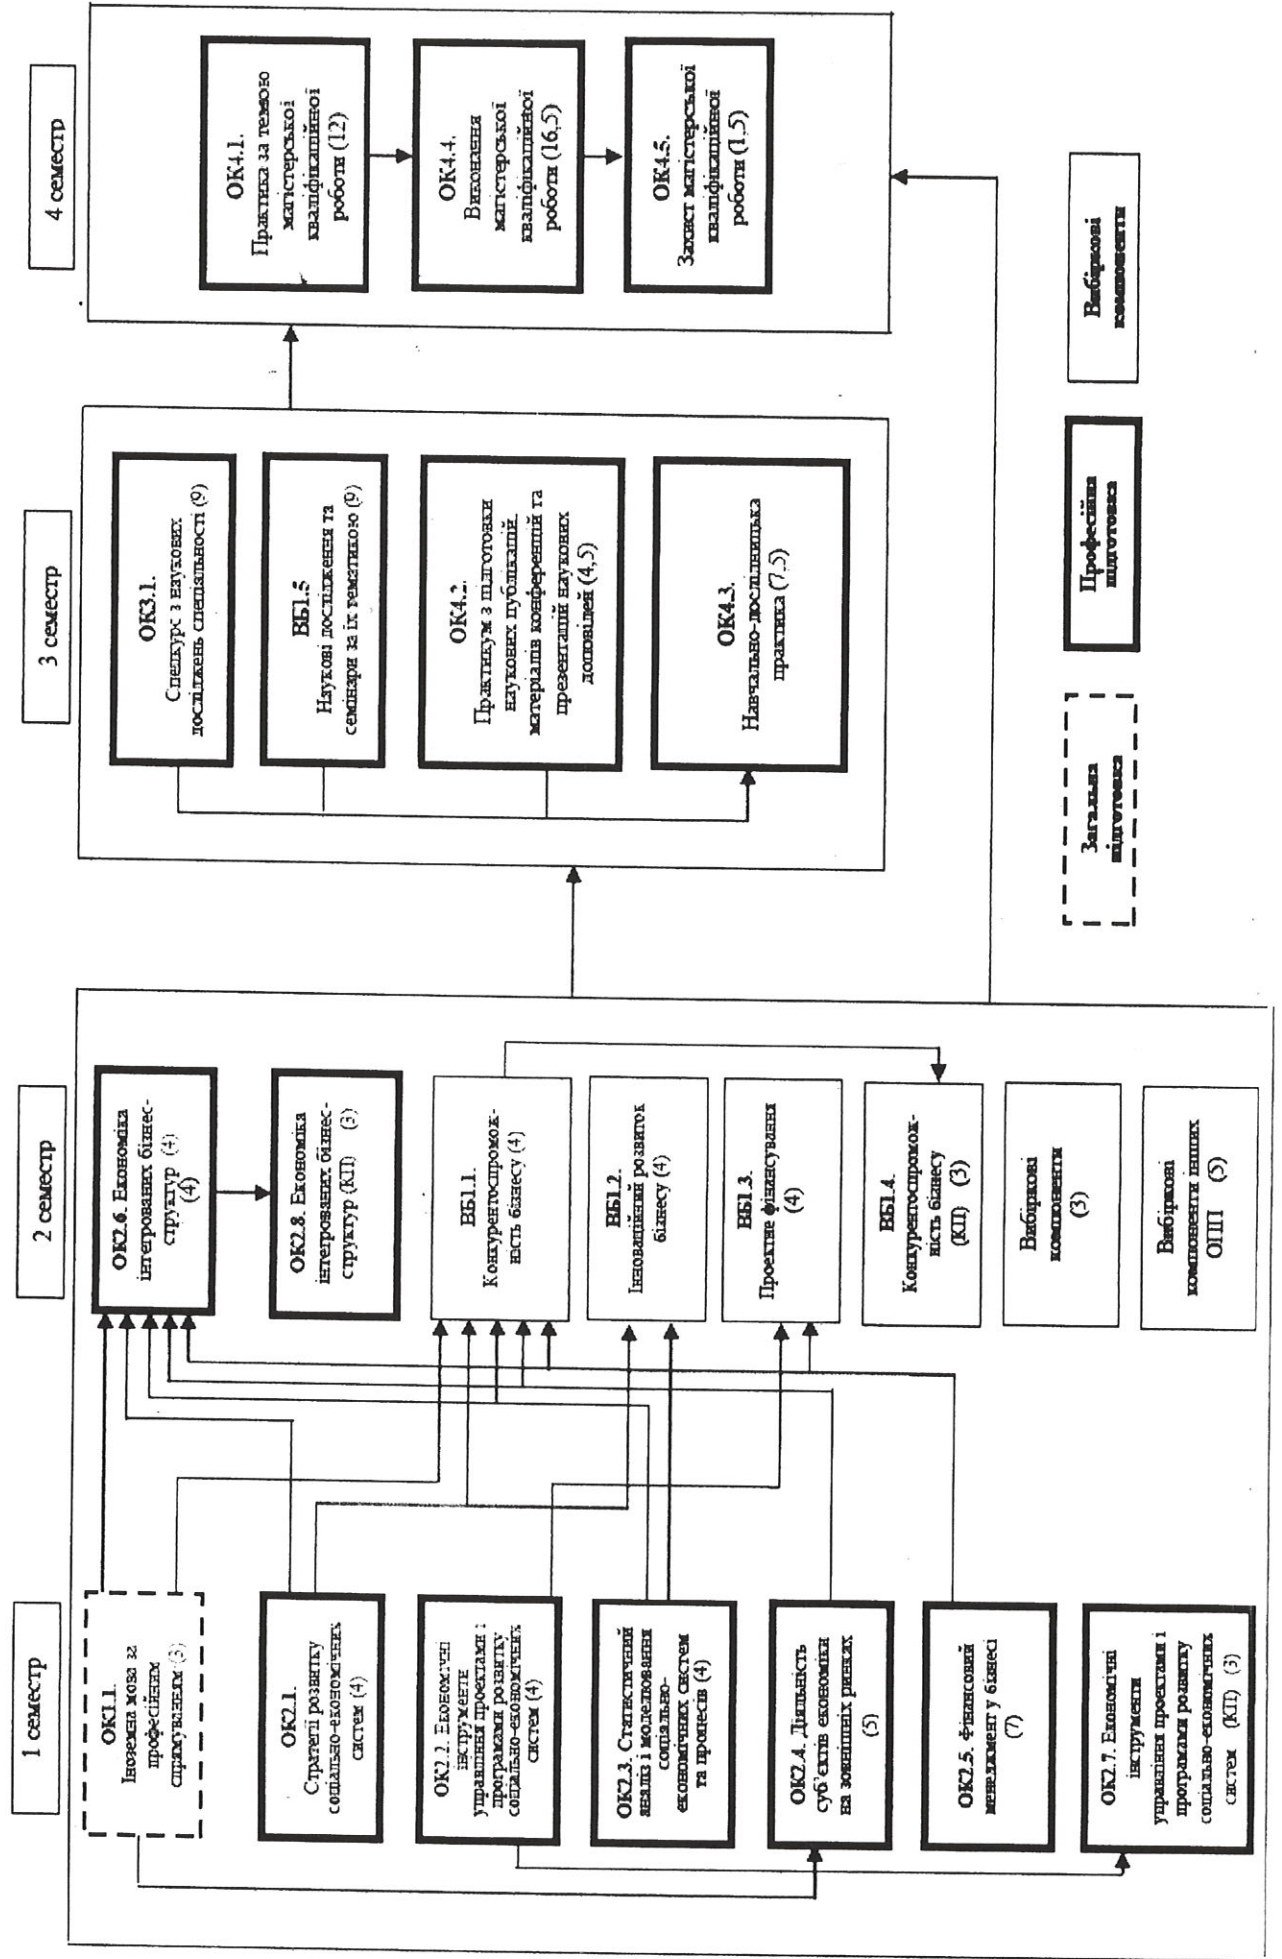 1 семестр
ОК1.1.
Іноземна мова за
професійним
спрямуванням (3)
ОК2.1.
Стратегії розвитку
соціально-економічних
систем (4)
ОК2.2. Економічні
інструменти
управління проектами і
програмами розвитку
соціально-економічних
систем (4)
ОК2.3. Статистичний
аналіз і моделювання
соціально-
економічних систем
та процесів (4)
ОК2.4. Діяльність
суб’єктів економіки
на зовнішніх ринках
(5)
ОК2.5. Фінансовий
менеджмент у бізнесі
(7)
ОК2.7. Економічні
інструменти
управління проектами і
програмами розвитку
соціально-економічних
систем (КП) (3)
2 семестр
ОК2.6. Економіка
інтегрованих бізнес-
структур (4)
(4)
ОК2.8. Економіка
інтегрованих бізнес-
структур (КП) (3)
ВБ1.1.
Конкурентоспромож-
ність бізнесу (4)
ВБ1.2.
Інноваційний розвиток
бізнесу (4)
ВБ1.3.
Проектне фінансування
(4)
ВБ1.4.
Конкурентоспромож-
ність бізнесу
(КП) (3)
Вибіркові
компоненти
(3)
Вибіркові
компоненти інших
ОПП (5)
3 семестр
ОК3.1.
Спецкурс з наукових
досліджень спеціальності (9)
ВБ1.5
Наукові дослідження та
семінари за їх тематикою (9)
ОК4.2.
Практикум з підготовки
наукових публікацій,
матеріалів конференцій та
презентацій наукових
доповідей (4,5)
ОК4.3.
Навчально-дослідницька
практика (7,5)
4 семестр
ОК4.1.
Практика за темою
магістерської
кваліфікаційної
роботи (12)
ОК4.4.
Виконання
магістерської
кваліфікаційної
роботи (16,5)
ОК4.5.
Захист магістерської
кваліфікаційної
роботи (1,5)
Загальна
підготовка
Професійна
підготовка
Вибіркові
компоненти